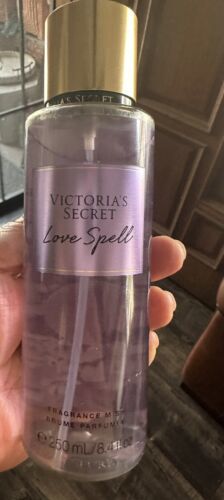 VICTORIA'S
SECRET
Love Spell
FRAGRANCE MIST
BRUME PARFUMÉE
℮ 250 mL/8.4 fl oz